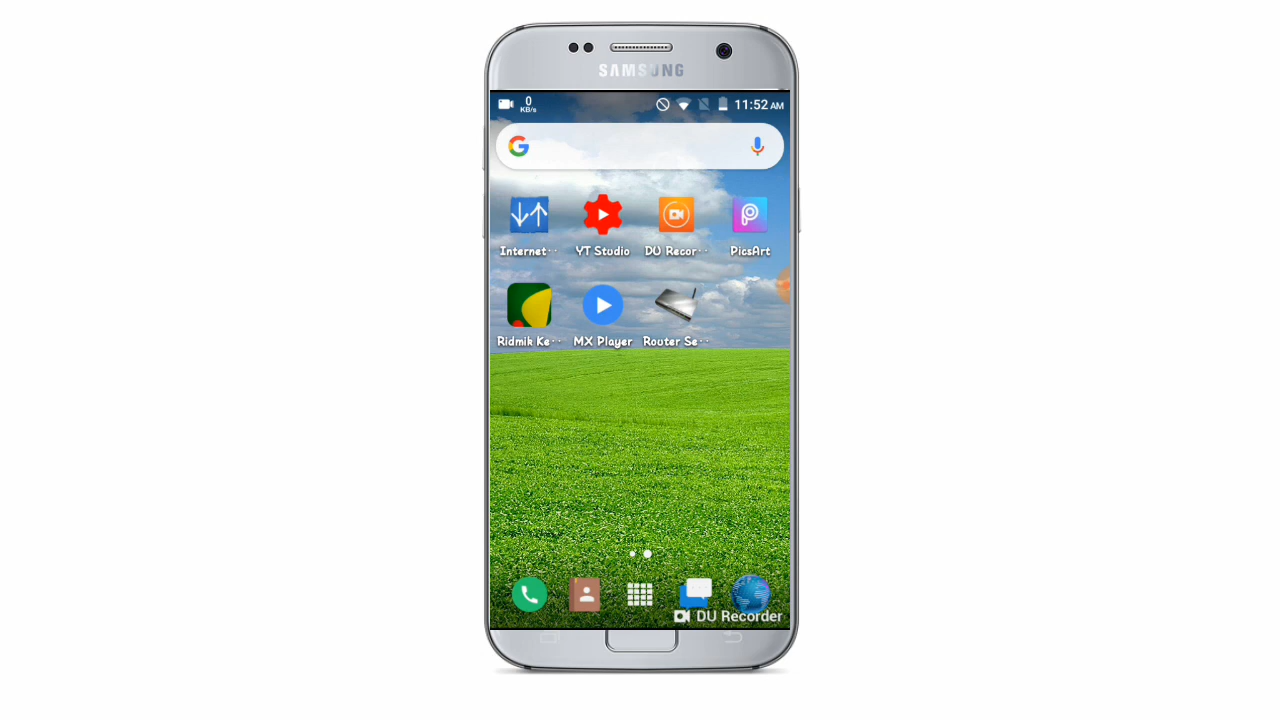 SAMSUNG
0
KB/s
11:52 AM
Internet··
YT Studio
DU Recor··
PicsArt
Ridmik Ke··
MX Player
Router Se··
DU Recorder